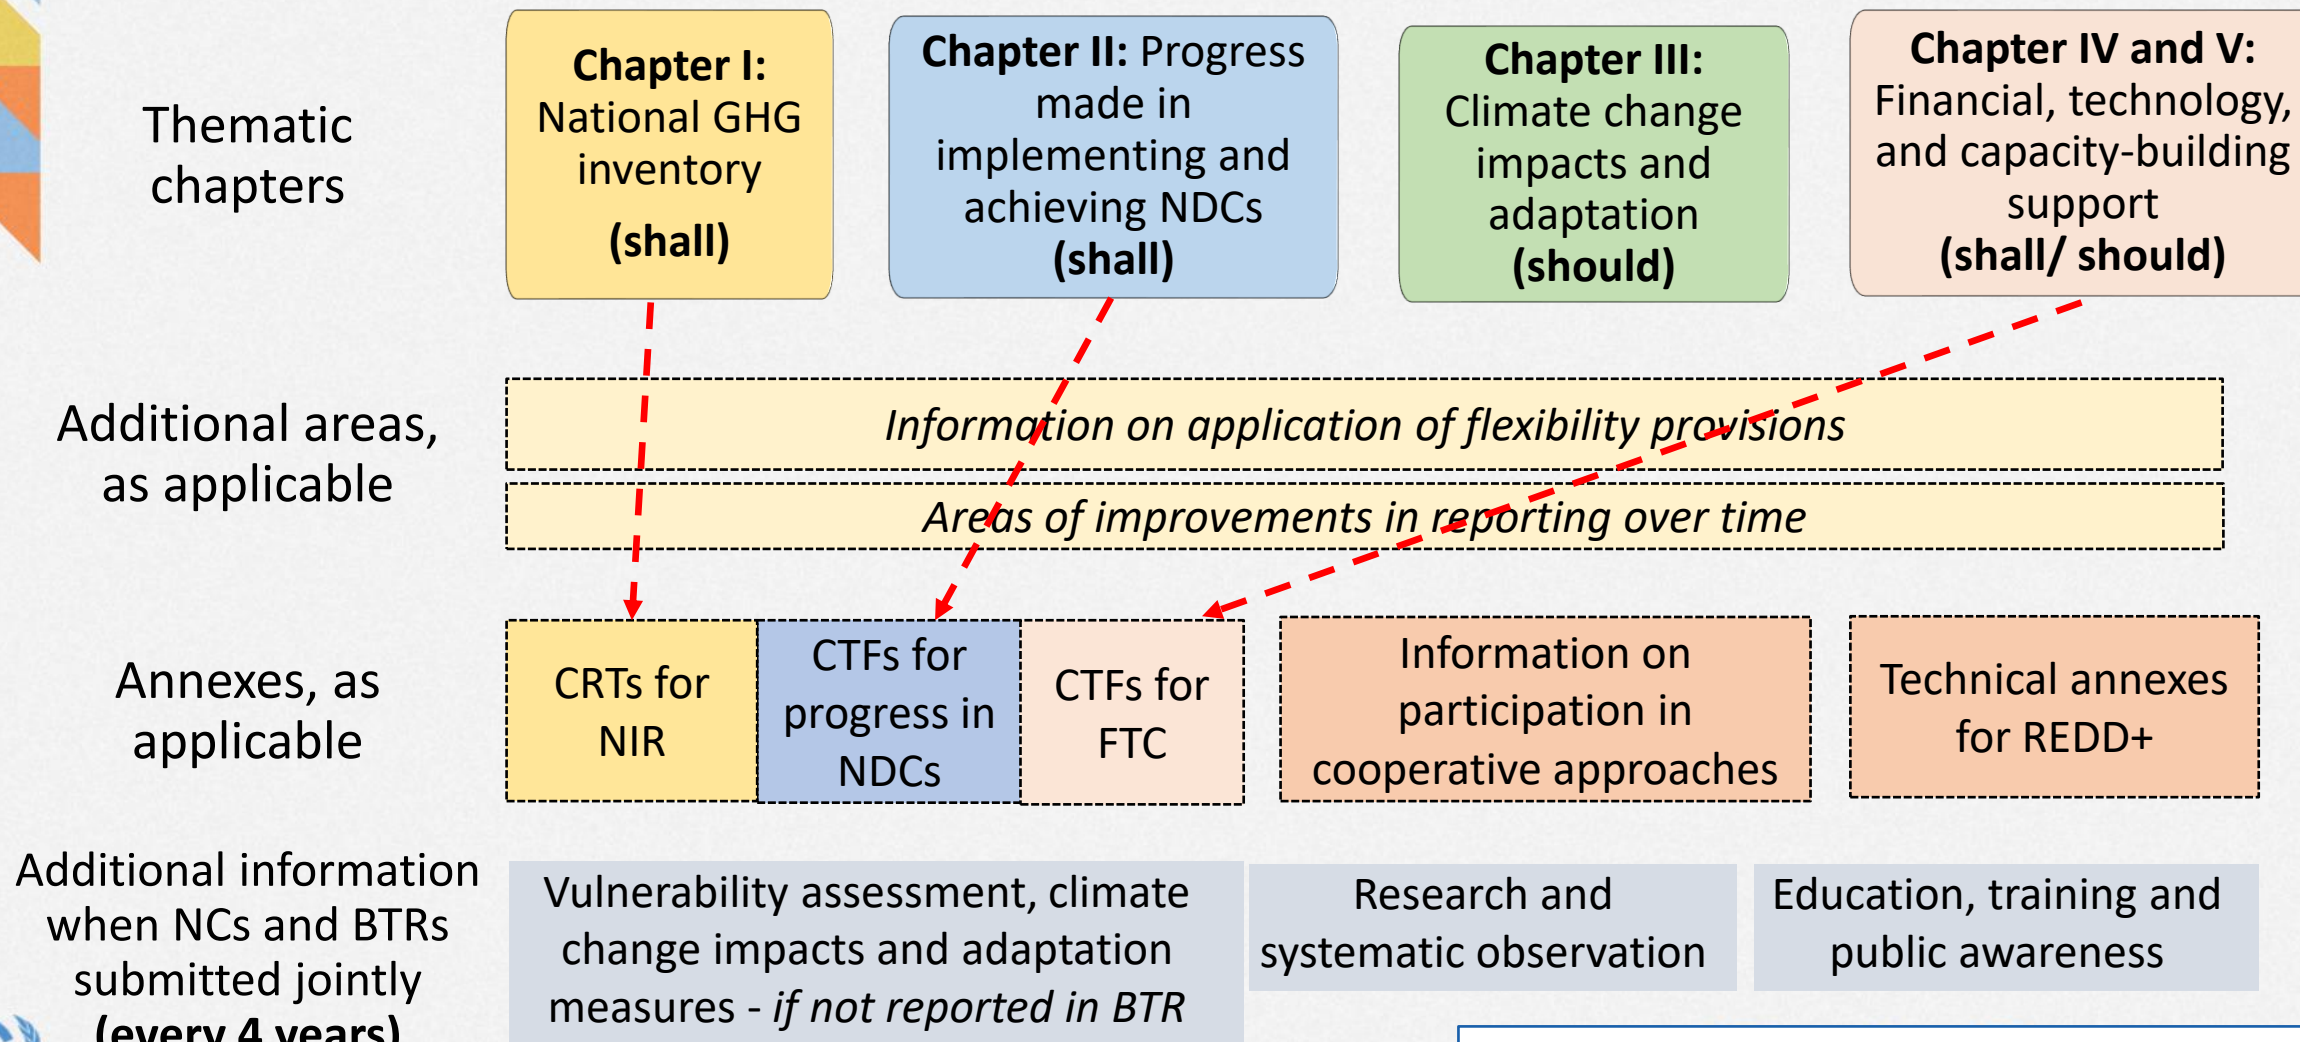 Thematic
chapters
Chapter I:
National GHG
inventory
(shall)
Chapter II: Progress
made in
implementing and
achieving NDCs
(shall)
Chapter III:
Climate change
impacts and
adaptation
(should)
Chapter IV and V:
Financial, technology,
and capacity-building
support
(shall/ should)
Additional areas,
as applicable
Information on application of flexibility provisions
Areas of improvements in reporting over time
Annexes, as
applicable
CRTs for
NIR
CTFs for
progress in
NDCs
CTFs for
FTC
Information on
participation in
cooperative approaches
Technical annexes
for REDD+
Additional information
when NCs and BTRs
submitted jointly
(every 4 years)
Vulnerability assessment, climate
change impacts and adaptation
measures - if not reported in BTR
Research and
systematic observation
Education, training and
public awareness